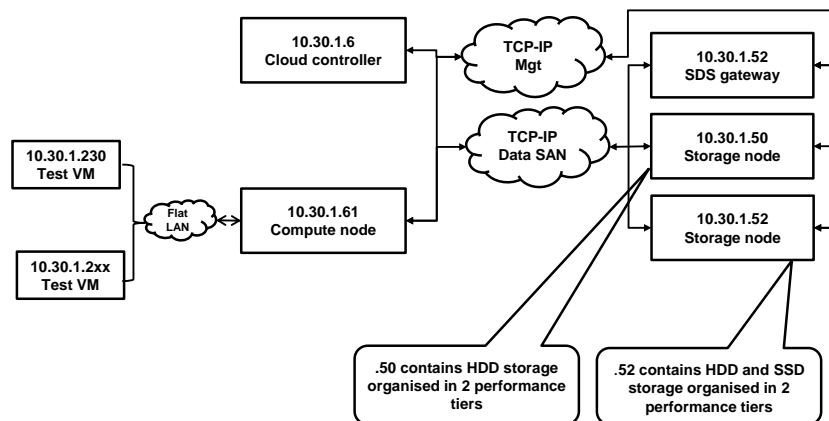 10.30.1.6
Cloud controller
TCP-IP
Mgt
10.30.1.52
SDS gateway
TCP-IP
Data SAN
10.30.1.50
Storage node
10.30.1.230
Test VM
Flat
LAN
10.30.1.61
Compute node
10.30.1.52
Storage node
10.30.1.2xx
Test VM
.50 contains HDD storage
organised in 2 performance
tiers
.52 contains HDD and SSD
storage organised in 2
performance tiers